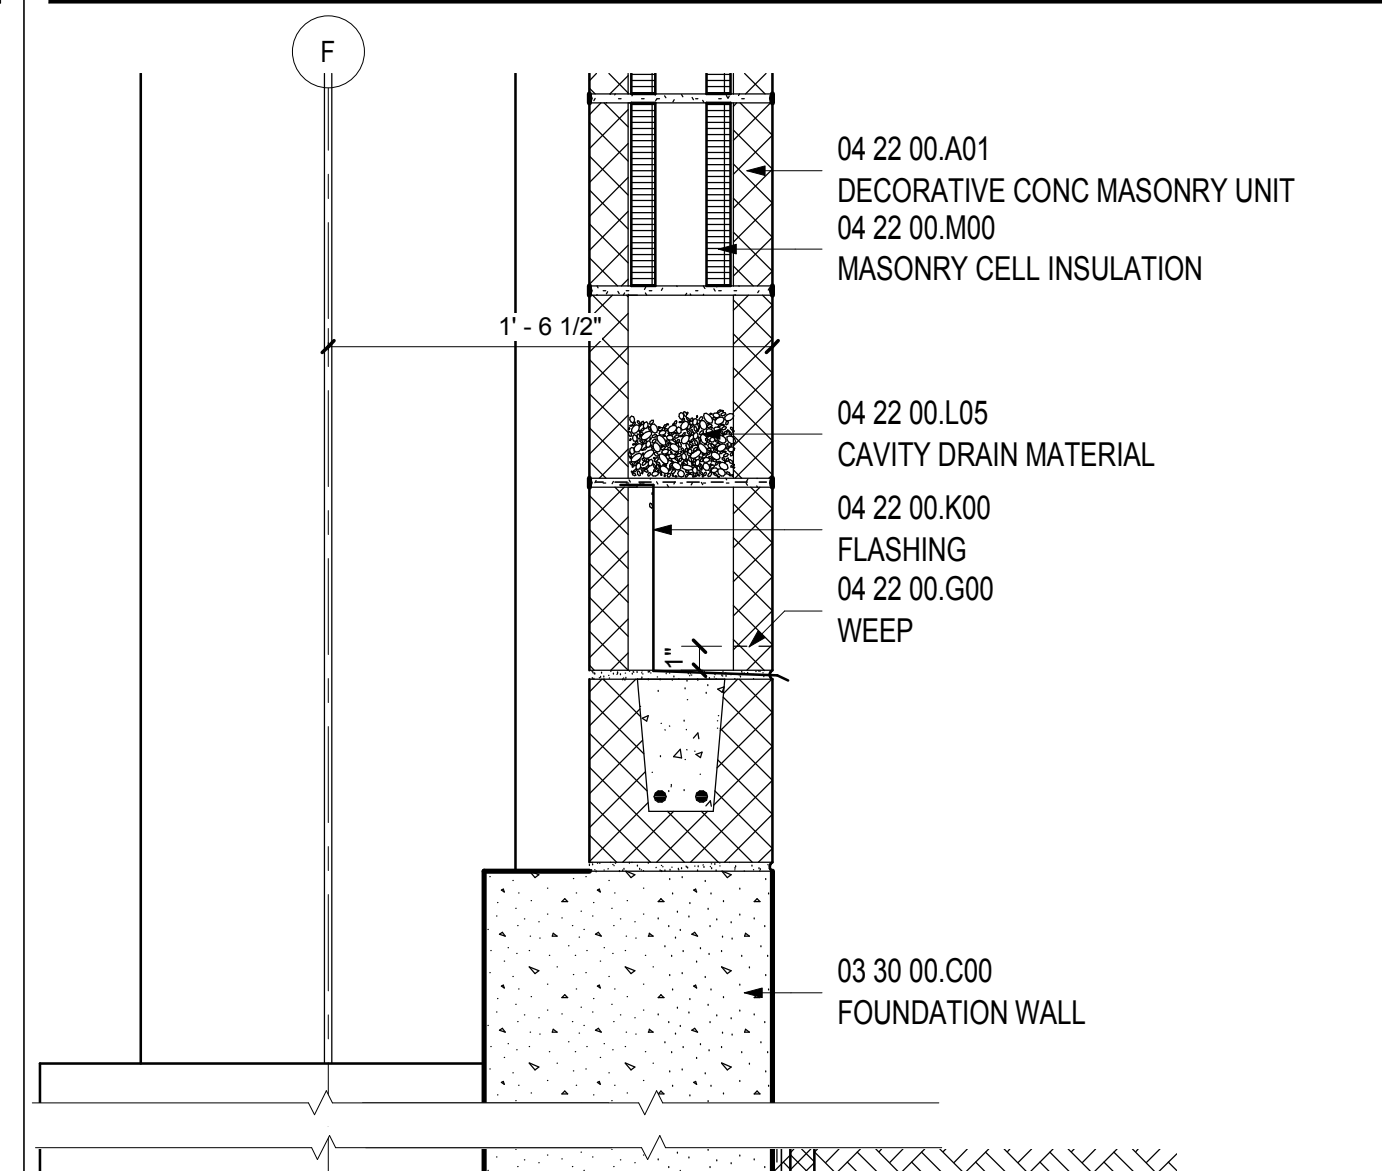 F
04 22 00.A01
DECORATIVE CONC MASONRY UNIT
04 22 00.M00
MASONRY CELL INSULATION
1' - 6 1/2"
04 22 00.L05
CAVITY DRAIN MATERIAL
04 22 00.K00
FLASHING
04 22 00.G00
WEEP
1"
03 30 00.C00
FOUNDATION WALL